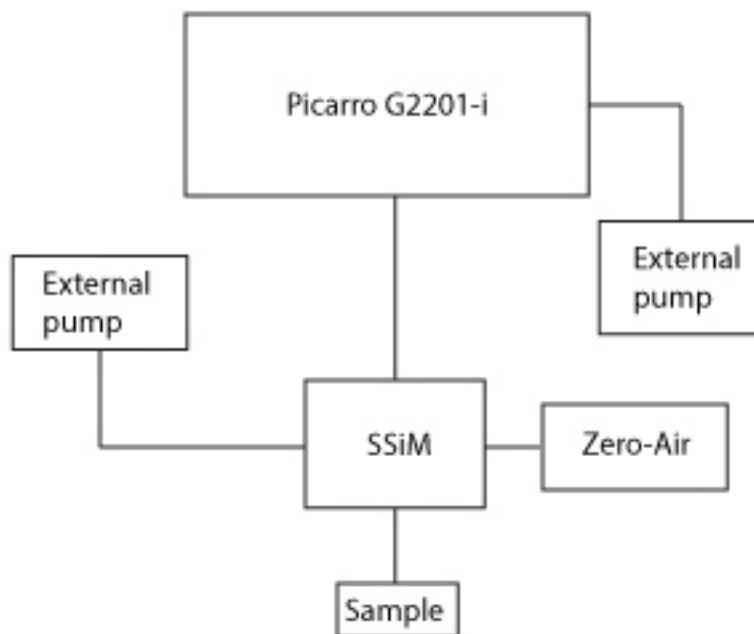 Picarro G2201-i
External
pump
External
pump
SSiM
Zero-Air
Sample